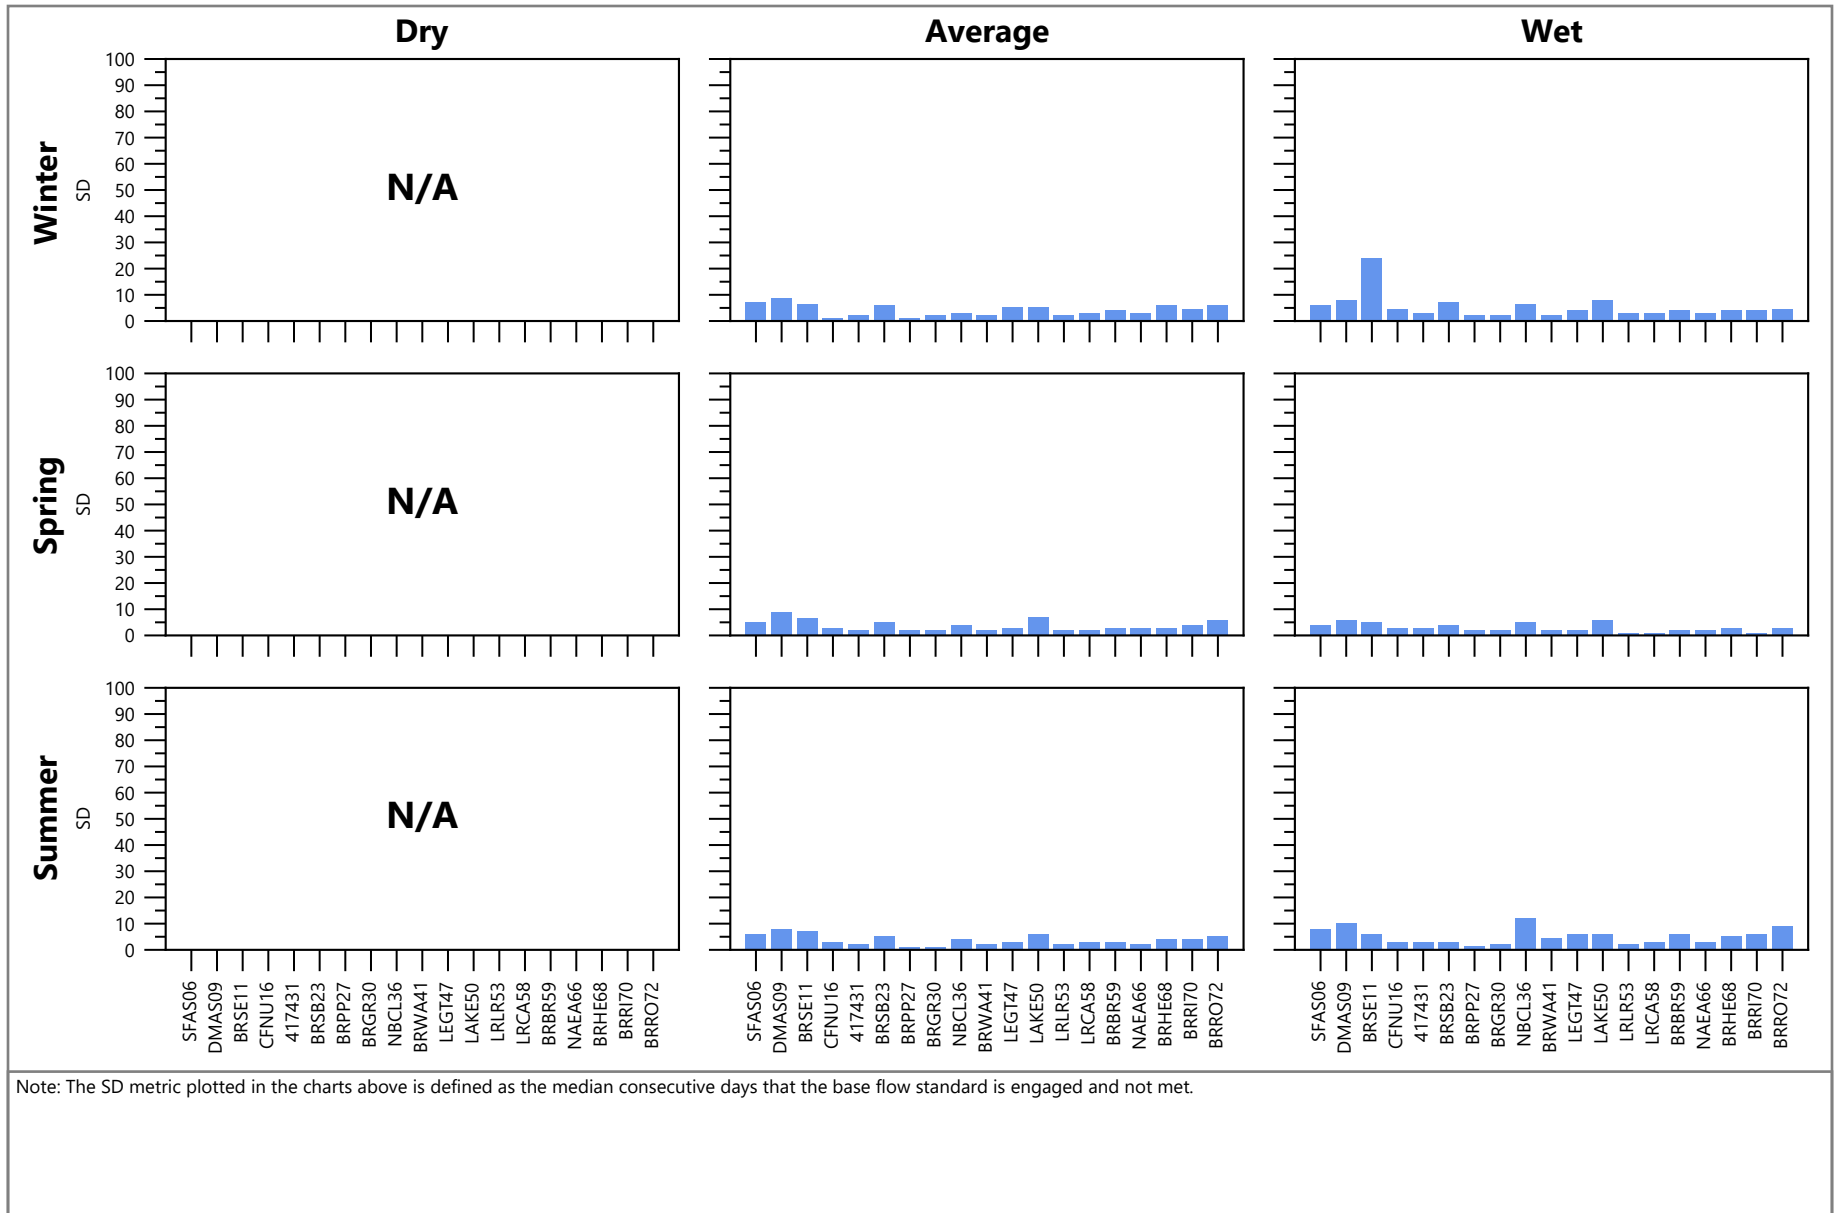 Dry Average Wet
Winter
SD
100
90
80
70
60
50
40
30
20
10
0
N/A
Spring
SD
100
90
80
70
60
50
40
30
20
10
0
N/A
Summer
SD
100
90
80
70
60
50
40
30
20
10
0
N/A
SFAS06 DMAS09 BRSE11 CFNU16 417431 BRSB23 BRPP27 BRGR30 NBCL36 BRWA41 LEGT47 LAKE50 LRLR53 LRCA58 BRBR59 NAEA66 BRHE68 BRRI70 BRRO72
SFAS06 DMAS09 BRSE11 CFNU16 417431 BRSB23 BRPP27 BRGR30 NBCL36 BRWA41 LEGT47 LAKE50 LRLR53 LRCA58 BRBR59 NAEA66 BRHE68 BRRI70 BRRO72
SFAS06 DMAS09 BRSE11 CFNU16 417431 BRSB23 BRPP27 BRGR30 NBCL36 BRWA41 LEGT47 LAKE50 LRLR53 LRCA58 BRBR59 NAEA66 BRHE68 BRRI70 BRRO72
Note: The SD metric plotted in the charts above is defined as the median consecutive days that the base flow standard is engaged and not met.